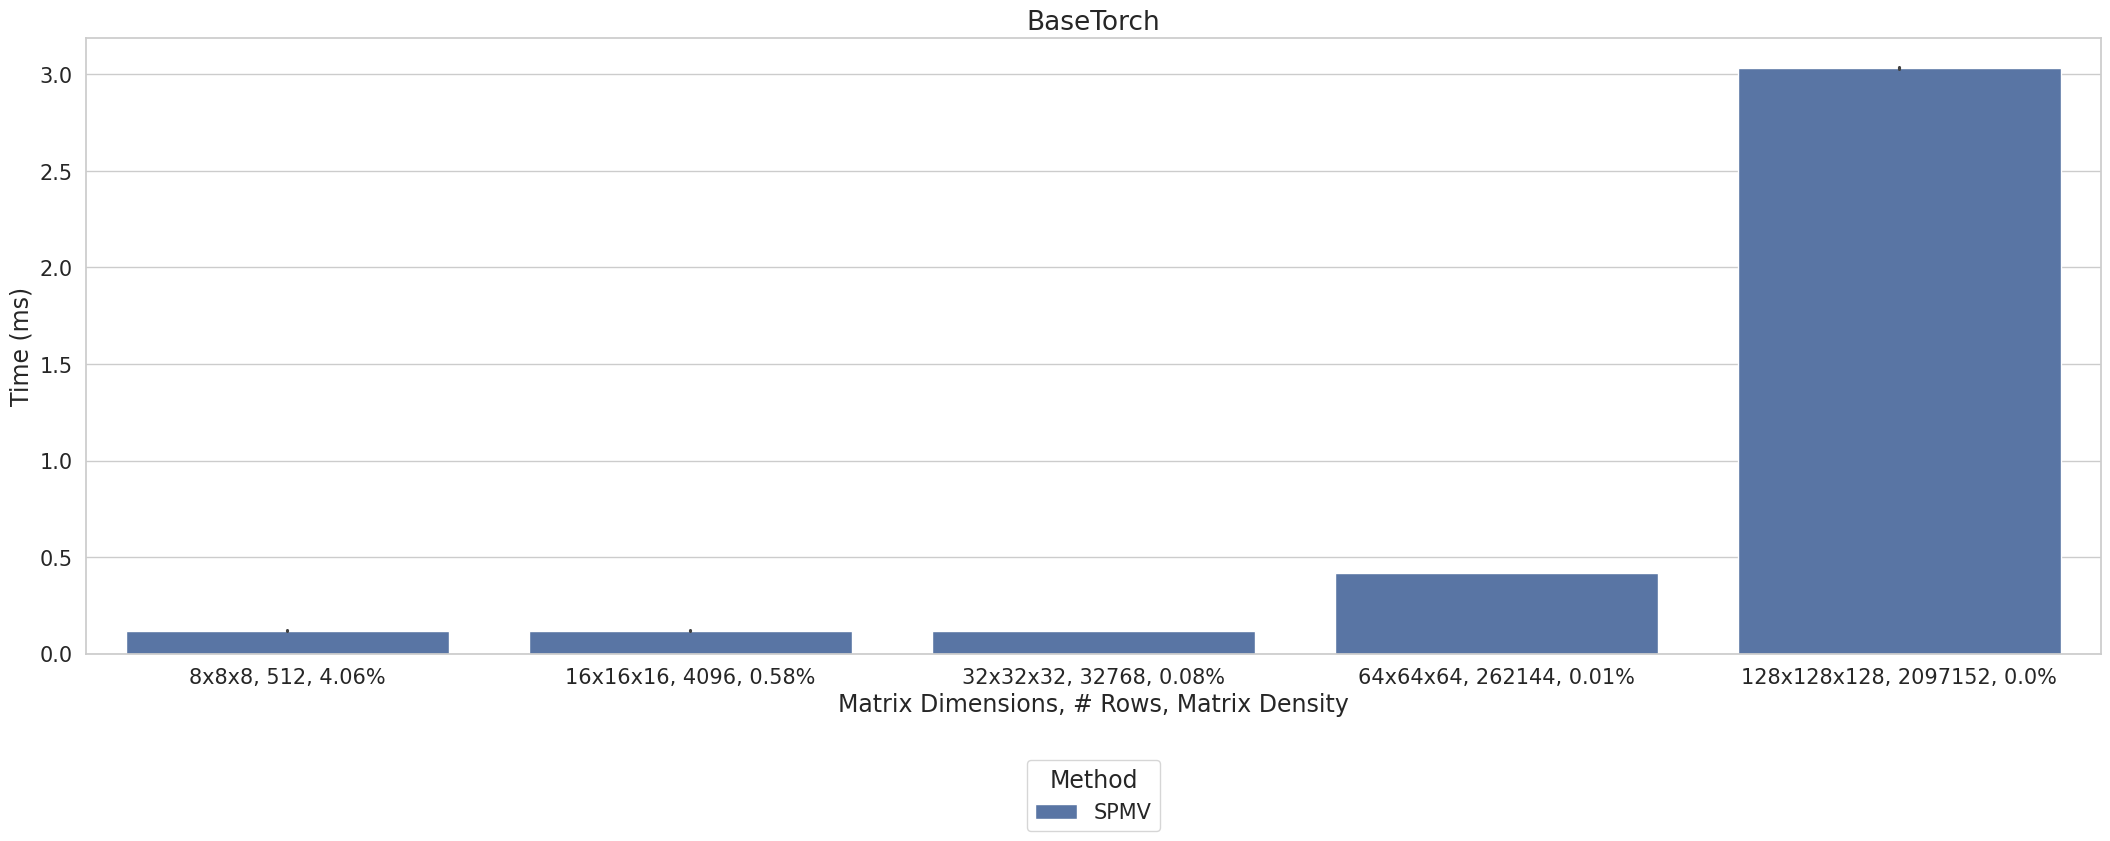 BaseTorch
Time (ms)
3.0
2.5
2.0
1.5
1.0
0.5
0.0
8x8x8, 512, 4.06%
16x16x16, 4096, 0.58%
32x32x32, 32768, 0.08%
64x64x64, 262144, 0.01%
128x128x128, 2097152, 0.0%
Matrix Dimensions, # Rows, Matrix Density
Method
SPMV